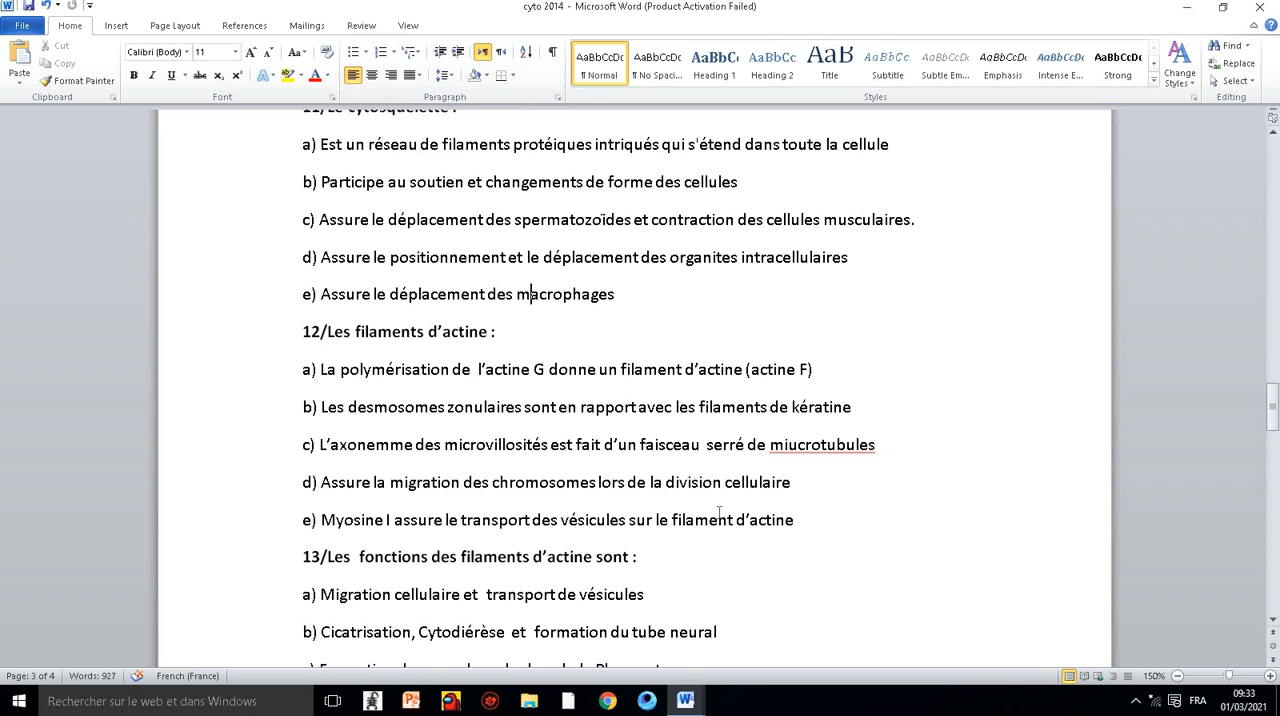 cyto 2014 - Microsoft Word (Product Activation Failed)
File Home Insert Page Layout References Mailings Review View
Cut
Copy
Format Painter
Paste
Clipboard
Calibri (Body) 11
Font
Paragraph
AaBbCcDc AaBbCcDc AaBbC( AaBbCc AaB AaBbCc. AaBbCcDc AaBbCcDc AaBbCcDc AaBbCcDc
¶ Normal ¶ No Spaci... Heading 1 Heading 2 Title Subtitle Subtle Em... Emphasis Intense E... Strong
Styles
Change Styles
Find
Replace
Select
Editing
11/Le cytosquelette :
a) Est un réseau de filaments protéiques intriqués qui s'étend dans toute la cellule
b) Participe au soutien et changements de forme des cellules
c) Assure le déplacement des spermatozoïdes et contraction des cellules musculaires.
d) Assure le positionnement et le déplacement des organites intracellulaires
e) Assure le déplacement des macrophages
12/Les filaments d’actine :
a) La polymérisation de l’actine G donne un filament d’actine (actine F)
b) Les desmosomes zonulaires sont en rapport avec les filaments de kératine
c) L’axonemme des microvillosités est fait d’un faisceau serré de miucrotubules
d) Assure la migration des chromosomes lors de la division cellulaire
e) Myosine I assure le transport des vésicules sur le filament d’actine
13/Les fonctions des filaments d’actine sont :
a) Migration cellulaire et transport de vésicules
b) Cicatrisation, Cytodiérèse et formation du tube neural
Page: 3 of 4 Words: 927 French (France) 150%
Rechercher sur le web et dans Windows
FRA
09:33
01/03/2021